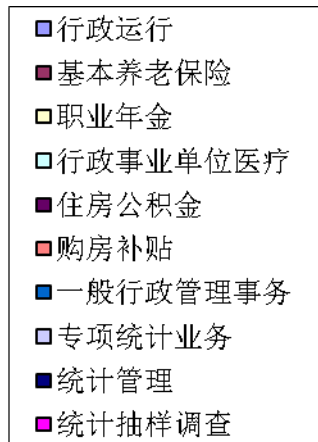 行政运行
基本养老保险
职业年金
行政事业单位医疗
住房公积金
购房补贴
一般行政管理事务
专项统计业务
统计管理
统计抽样调查